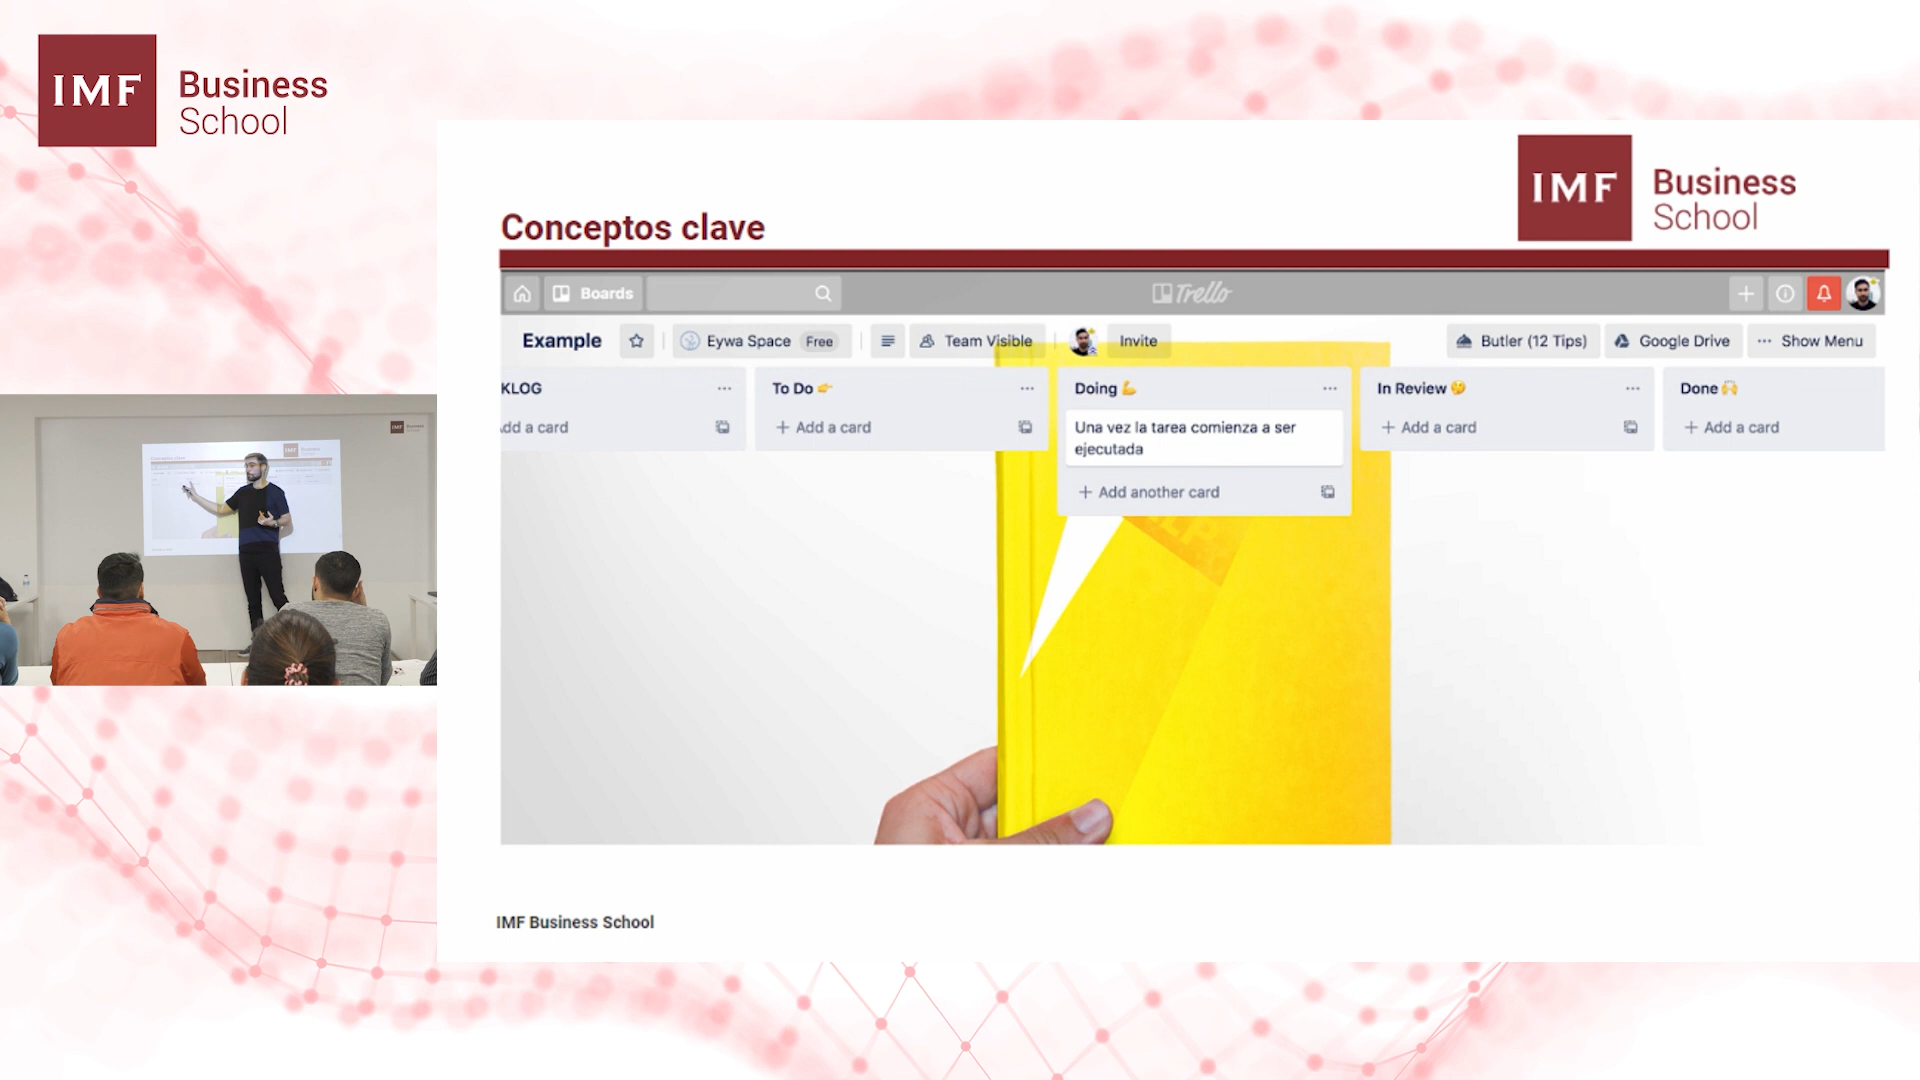 IMF Business
School
IMF Business
School
Conceptos clave
Boards
Trello
Example
Eywa Space Free
Team Visible
Invite
Butler (12 Tips)
Google Drive
Show Menu
KLOG
To Do
Doing
In Review
Done
dd a card
Add a card
Una vez la tarea comienza a ser
ejecutada
Add another card
Add a card
Add a card
IMF Business School
Conceptos clave